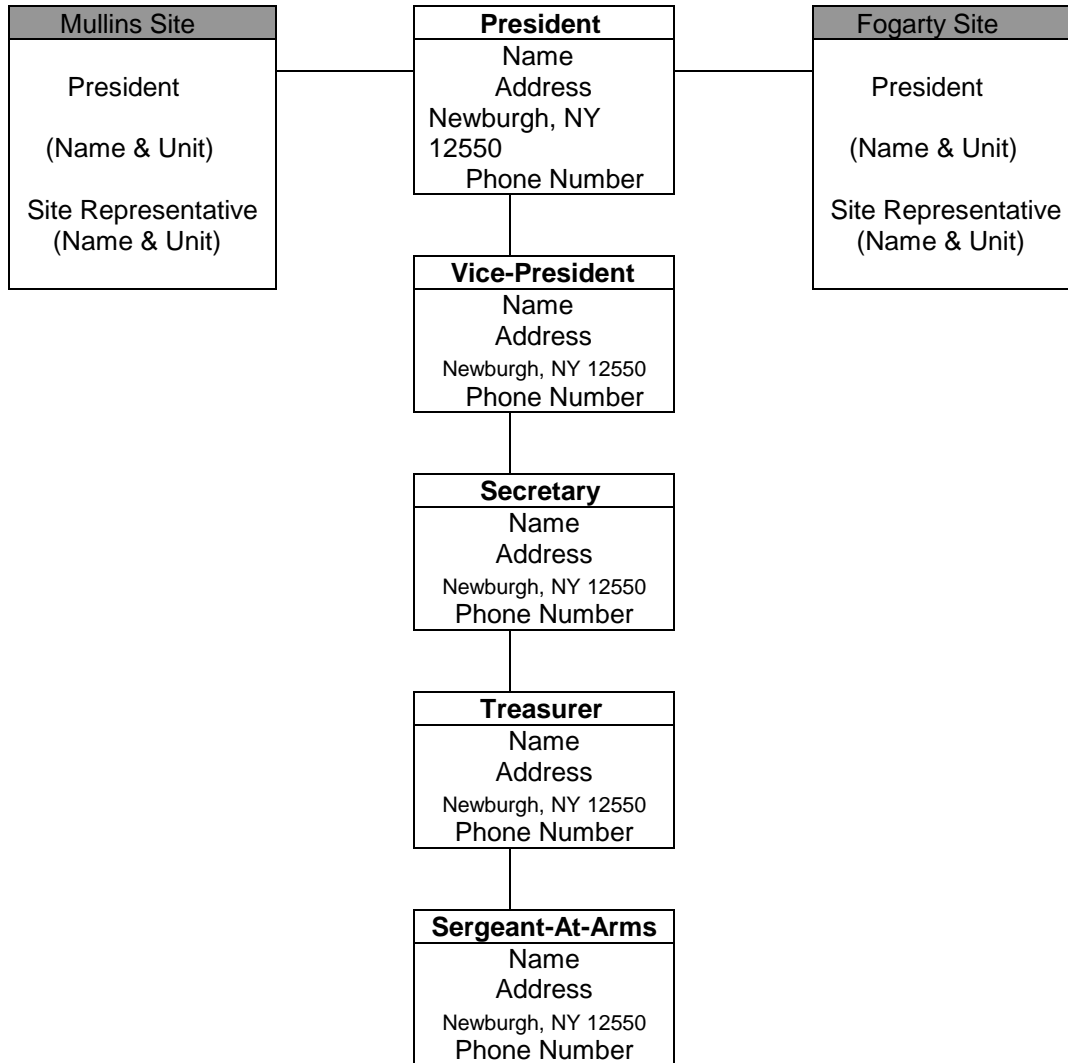 Mullins Site
President
(Name & Unit)
Site Representative
(Name & Unit)
President
Name
Address
Newburgh, NY
12550
Phone Number
Fogarty Site
President
(Name & Unit)
Site Representative
(Name & Unit)
Vice-President
Name
Address
Newburgh, NY 12550
Phone Number
Secretary
Name
Address
Newburgh, NY 12550
Phone Number
Treasurer
Name
Address
Newburgh, NY 12550
Phone Number
Sergeant-At-Arms
Name
Address
Newburgh, NY 12550
Phone Number